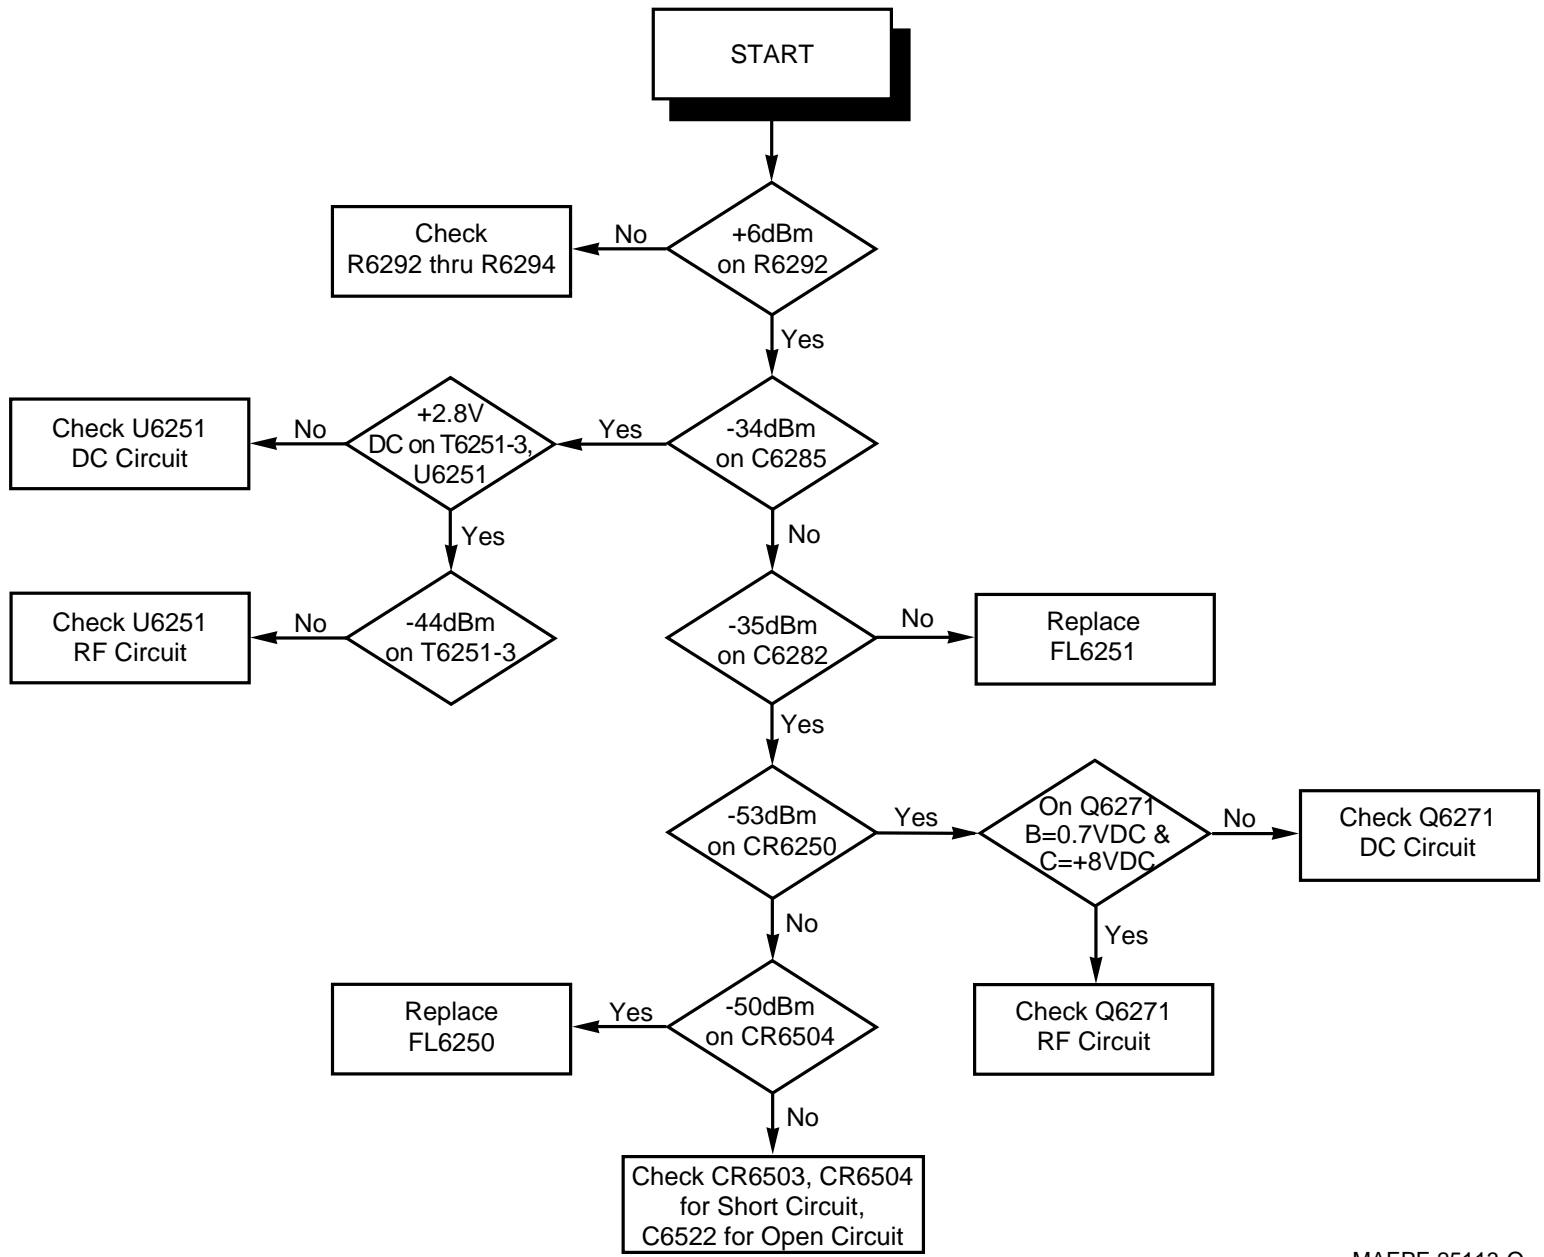 START
+6dBm
on R6292
No
Check
R6292 thru R6294
Yes
-34dBm
on C6285
Yes
+2.8V
DC on T6251-3,
U6251
No
Check U6251
DC Circuit
Yes
-44dBm
on T6251-3
No
Check U6251
RF Circuit
No
-35dBm
on C6282
No
Replace
FL6251
Yes
-53dBm
on CR6250
Yes
On Q6271
B=0.7VDC &
C=+8VDC
No
Check Q6271
DC Circuit
Yes
Check Q6271
RF Circuit
No
-50dBm
on CR6504
Yes
Replace
FL6250
No
Check CR6503, CR6504
for Short Circuit,
C6522 for Open Circuit